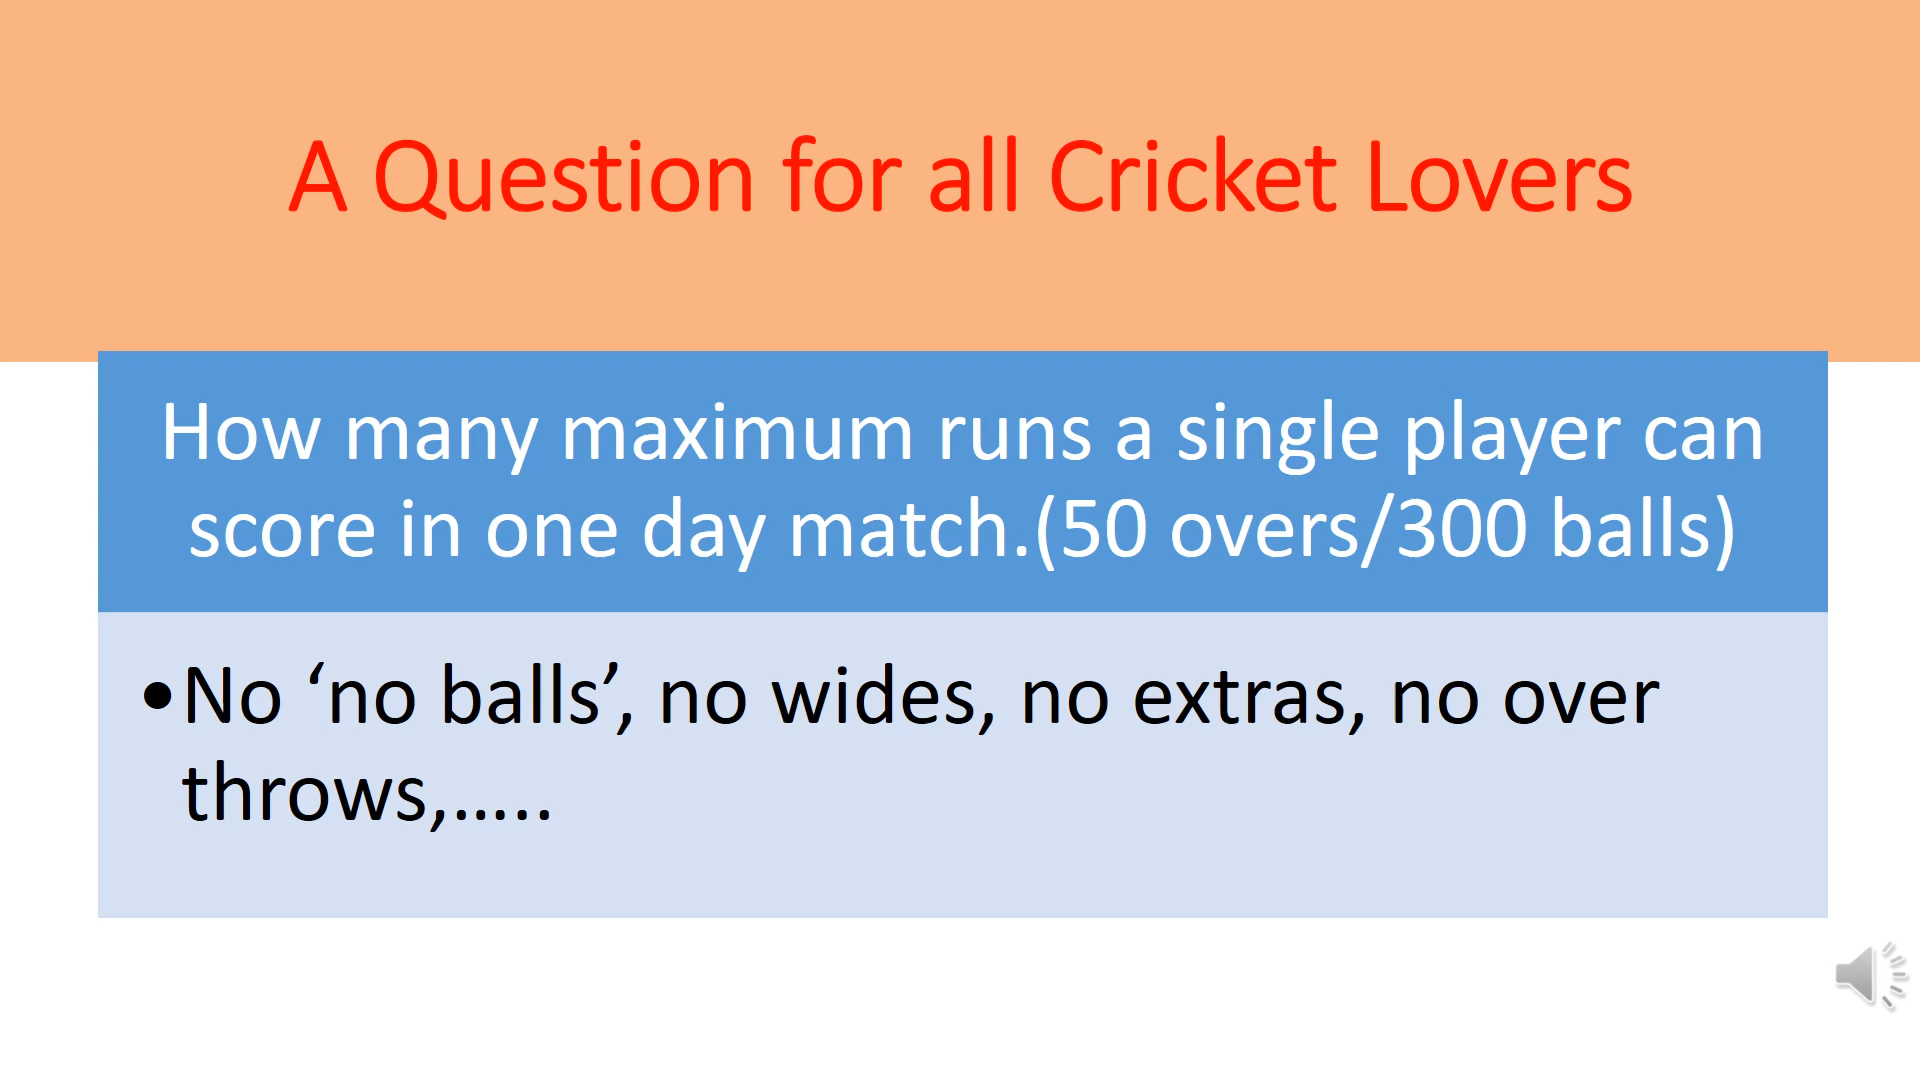 A Question for all Cricket Lovers
How many maximum runs a single player can
score in one day match.(50 overs/300 balls)
•No ‘no balls’, no wides, no extras, no over
throws,.....